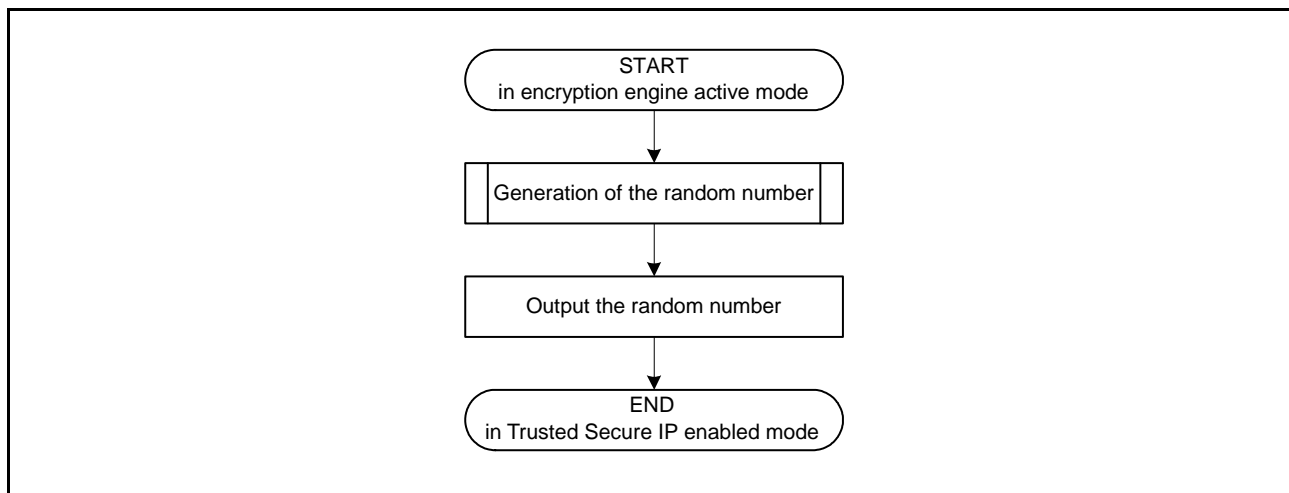 START
in encryption engine active mode
Generation of the random number
Output the random number
END
in Trusted Secure IP enabled mode